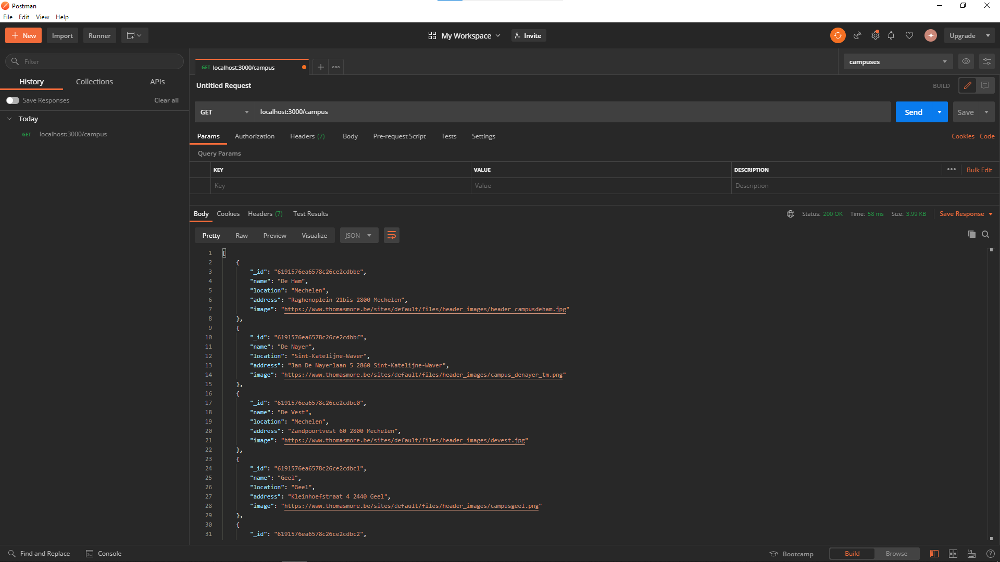 Postman
File Edit View Help
New Import Runner My Workspace Invite Upgrade
Filter
GET localhost:3000/campus
campuses
History Collections APIs
Untitled Request
BUILD
Save Responses Clear all
GET localhost:3000/campus Send Save
Today
GET localhost:3000/campus
Params Authorization Headers (7) Body Pre-request Script Tests Settings Cookies Code
Query Params
KEY VALUE DESCRIPTION Bulk Edit
Key Value Description
Body Cookies Headers (7) Test Results Status: 200 OK Time: 58 ms Size: 3.99 KB Save Response
Pretty Raw Preview Visualize JSON
1 [
2 {
3 "_id": "6191576ea6578c26ce2cdbbe",
4 "name": "De Ham",
5 "location": "Mechelen",
6 "address": "Raghenoplein 21bis 2800 Mechelen",
7 "image": "https://www.thomasmore.be/sites/default/files/header_images/header_campusdeham.jpg"
8 },
9 {
10 "_id": "6191576ea6578c26ce2cdbbf",
11 "name": "De Nayer",
12 "location": "Sint-Katelijne-Waver",
13 "address": "Jan De Nayerlaan 5 2860 Sint-Katelijne-Waver",
14 "image": "https://www.thomasmore.be/sites/default/files/header_images/campus_denayer_tm.png"
15 },
16 {
17 "_id": "6191576ea6578c26ce2cdbc0",
18 "name": "De Vest",
19 "location": "Mechelen",
20 "address": "Zandpoortvest 60 2800 Mechelen",
21 "image": "https://www.thomasmore.be/sites/default/files/header_images/devest.jpg"
22 },
23 {
24 "_id": "6191576ea6578c26ce2cdbc1",
25 "name": "Geel",
26 "location": "Geel",
27 "address": "Kleinhoefstraat 4 2440 Geel",
28 "image": "https://www.thomasmore.be/sites/default/files/header_images/campusgeel.png"
29 },
30 {
31 "_id": "6191576ea6578c26ce2cdbc2",
Find and Replace Console Bootcamp Build Browse